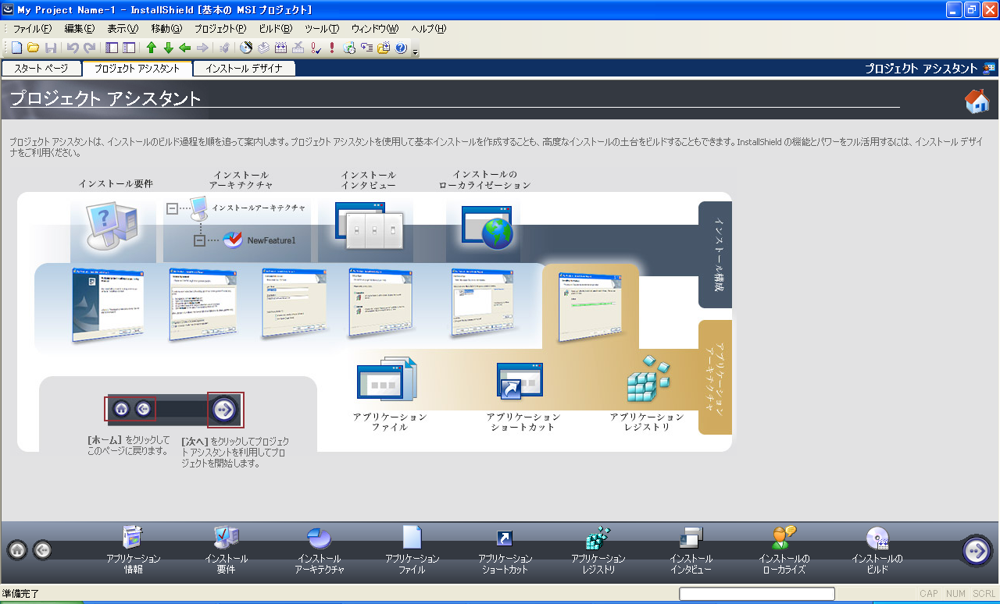 My Project Name-1 - InstallShield [基本の MSI プロジェクト]
ファイル(F) 編集(E) 表示(V) 移動(G) プロジェクト(P) ビルド(B) ツール(T) ウィンドウ(W) ヘルプ(H)
スタート ページ プロジェクト アシスタント インストール デザイナ プロジェクト アシスタント
プロジェクト アシスタント
プロジェクト アシスタントは、インストールのビルド過程を順を追って案内します。プロジェクト アシスタントを使用して基本インストールを作成することも、高度なインストールの土台をビルドすることもできます。InstallShield の機能とパワーをフル活用するには、インストール デザイ
ナをご利用ください。
インストール要件
インストール
アーキテクチャ
インストール
インタビュー
インストールの
ローカライゼーション
インストールアーキテクチャ
NewFeature1
インストール構成
アプリケーション
アーキテクチャ
アプリケーション
ファイル
アプリケーション
ショートカット
アプリケーション
レジストリ
[ホーム] をクリックして
このページに戻ります。
[次へ] をクリックしてプロジェク
ト アシスタントを利用してプロ
ジェクトを開始します。
アプリケーション
情報
インストール
要件
インストール
アーキテクチャ
アプリケーション
ファイル
アプリケーション
ショートカット
アプリケーション
レジストリ
インストール
インタビュー
インストールの
ローカライズ
インストールの
ビルド
準備完了 CAP NUM SCRL